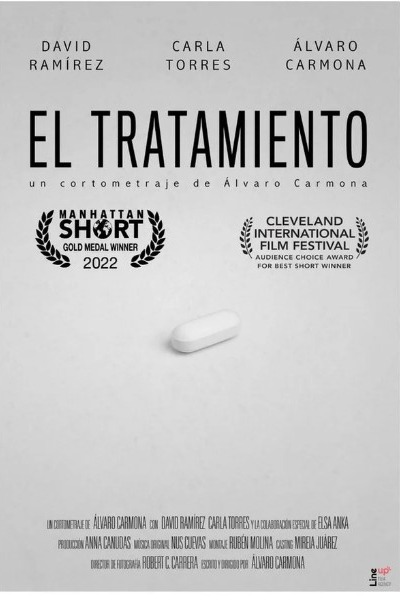 DAVID RAMÍREZ
CARLA TORRES
ÁLVARO CARMONA
EL TRATAMIENTO
un cortometraje de Álvaro Carmona
MANHATTAN
SHORT
GOLD MEDAL WINNER
2022
CLEVELAND
INTERNATIONAL
FILM FESTIVAL
AUDIENCE CHOICE AWARD
FOR BEST SHORT WINNER
UN CORTOMETRAJE DE ÁLVARO CARMONA CON DAVID RAMÍREZ CARLA TORRES Y LA COLABORACIÓN ESPECIAL DE ELSA ANKA
PRODUCCIÓN ANNA CANUDAS MÚSICA ORIGINAL NUS CUEVAS MONTAJE RUBÉN MOLINA CASTING MIREIA JUÁREZ
DIRECTOR DE FOTOGRAFÍA ROBERT C. CARRERA ESCRITO Y DIRIGIDO POR ÁLVARO CARMONA
Line up